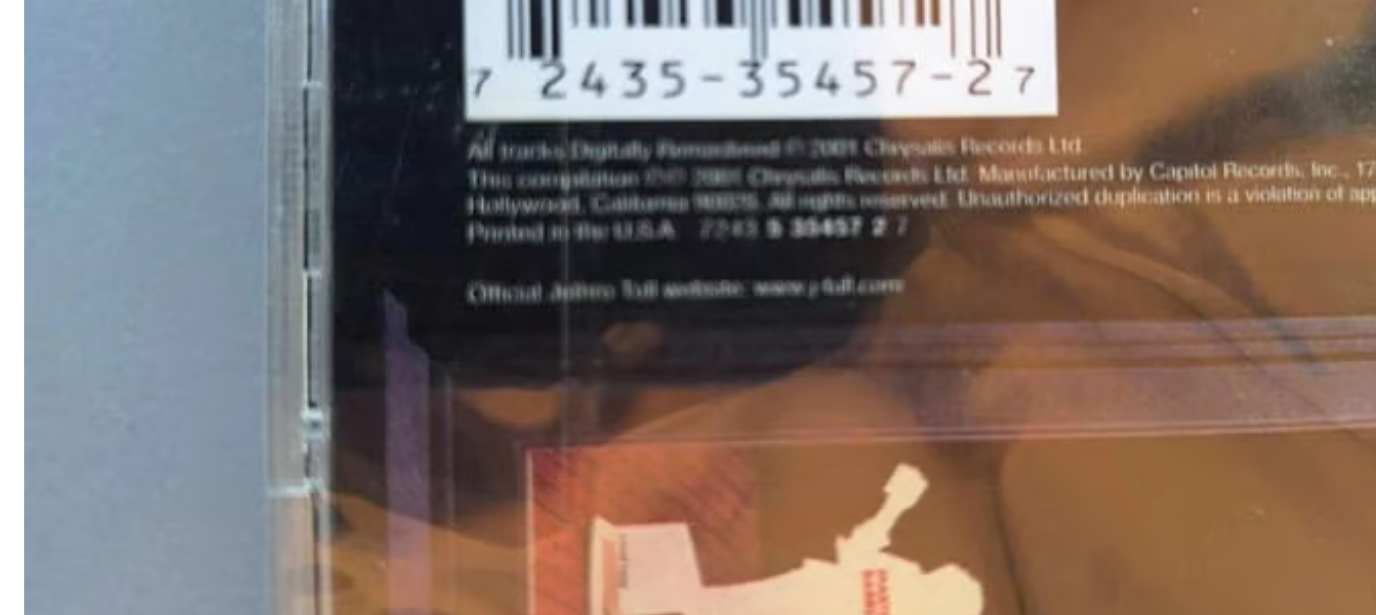 7 2435-35457-2 7
All tracks Digitally Remastered © 2001 Chrysalis Records Ltd
This compilation 2001 Chrysalis Records Ltd. Manufactured by Capitol Records, Inc., 17
Hollywood, California All rights reserved. Unauthorized duplication is a violation of app
Printed in the U.S.A. 7243 5 35457 2 7
Official Jethro Tull website: www.j-tull.com